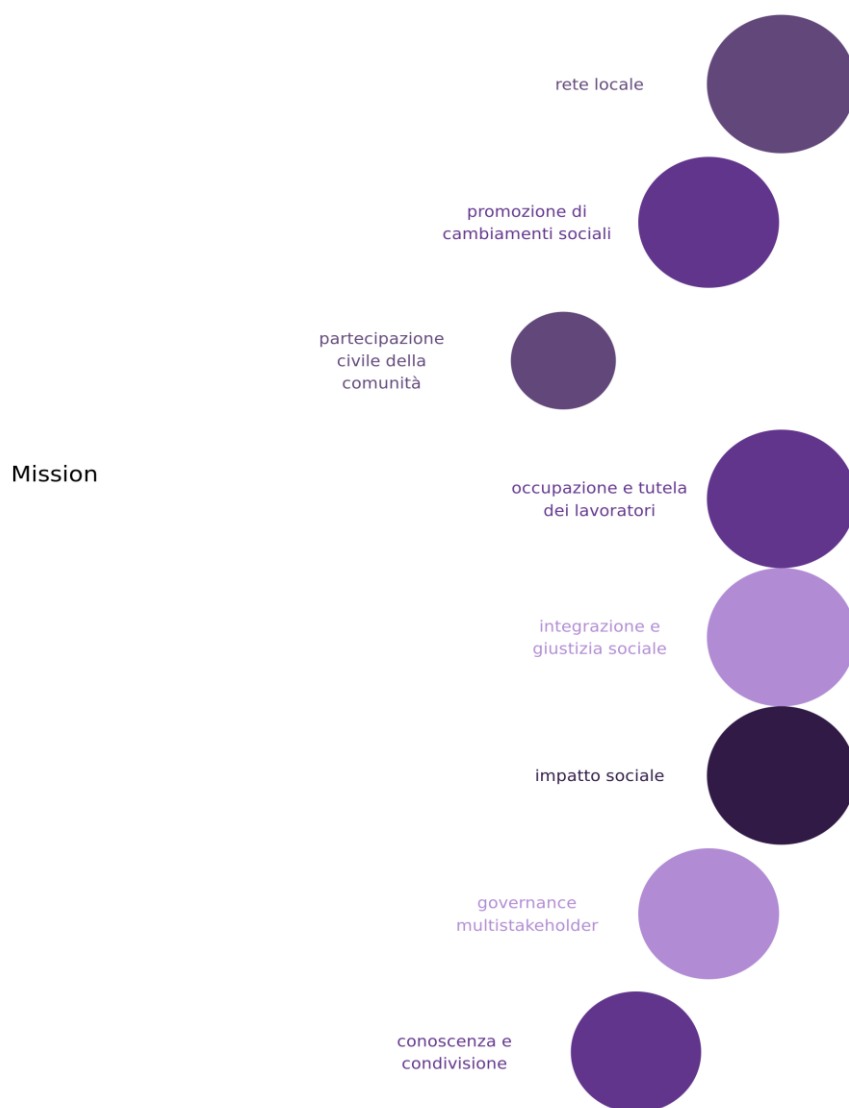 rete locale
promozione di
cambiamenti sociali
partecipazione
civile della
comunità
Mission
occupazione e tutela
dei lavoratori
integrazione e
giustizia sociale
impatto sociale
governance
multistakeholder
conoscenza e
condivisione